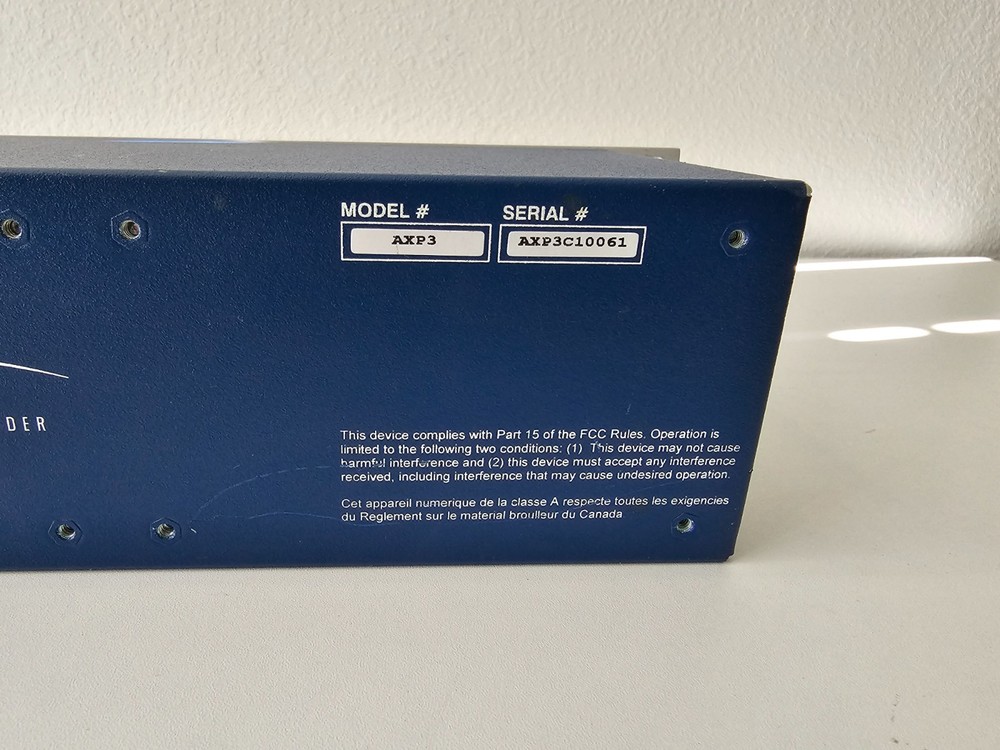 MODEL #
SERIAL #
AXP3
AXP3C10061
DER
This device complies with Part 15 of the FCC Rules. Operation is
limited to the following two conditions: (1) This device may not cause
harmful interference and (2) this device must accept any interference
received, including interference that may cause undesired operation.
Cet appareil numerique de la classe A respecte toutes les exigencies
du Reglement sur le material broulleur du Canada